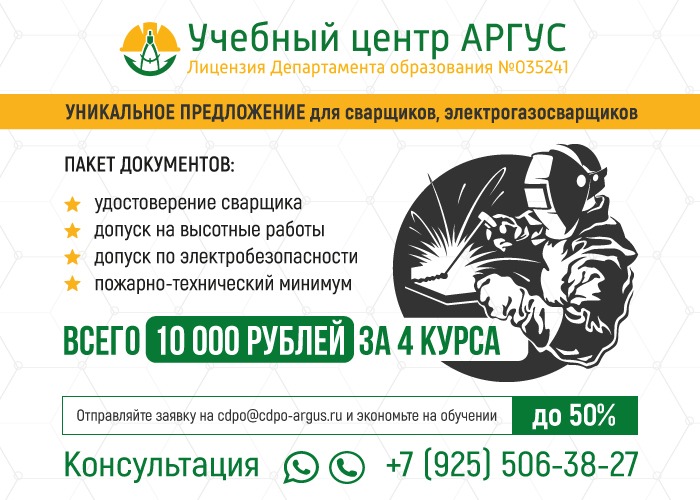 Учебный центр АРГУС
Лицензия Департамента образования №035241
УНИКАЛЬНОЕ ПРЕДЛОЖЕНИЕ для сварщиков, электрогазосварщиков
ПАКЕТ ДОКУМЕНТОВ:
удостоверение сварщика
допуск на высотные работы
допуск по электробезопасности
пожарно-технический минимум
ВСЕГО 10 000 РУБЛЕЙ ЗА 4 КУРСА
Отправляйте заявку на cdpo@cdpo-argus.ru и экономьте на обучении до 50%
Консультация +7 (925) 506-38-27